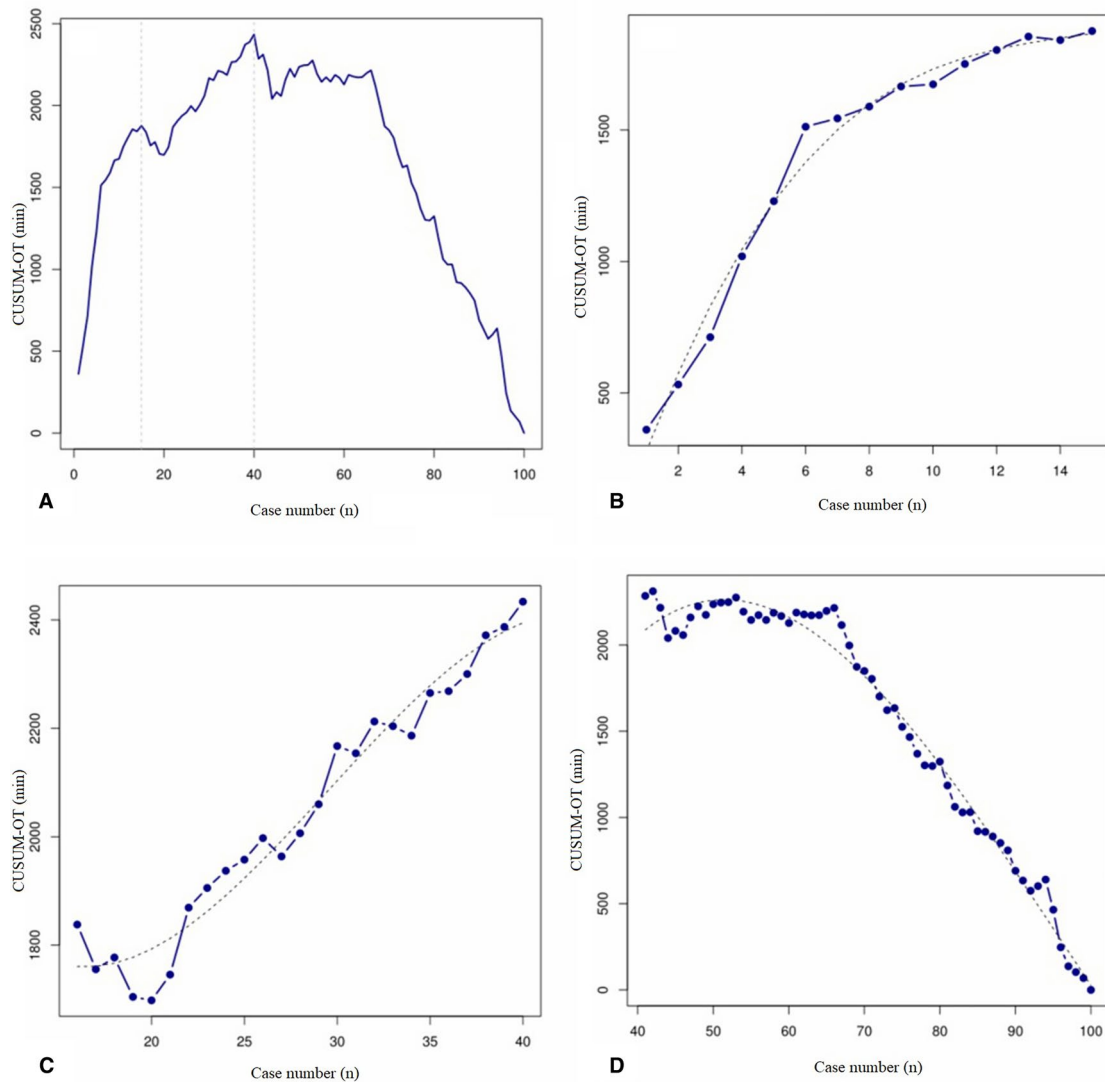 CUSUM-OT (min)
2500
2000
1500
1000
500
0
0 20 40 60 80 100
Case number (n)
A
CUSUM-OT (min)
1500
1000
500
2 4 6 8 10 12 14
Case number (n)
B
CUSUM-OT (min)
2400
2200
2000
1800
20 25 30 35 40
Case number (n)
C
CUSUM-OT (min)
2000
1500
1000
500
0
40 50 60 70 80 90 100
Case number (n)
D